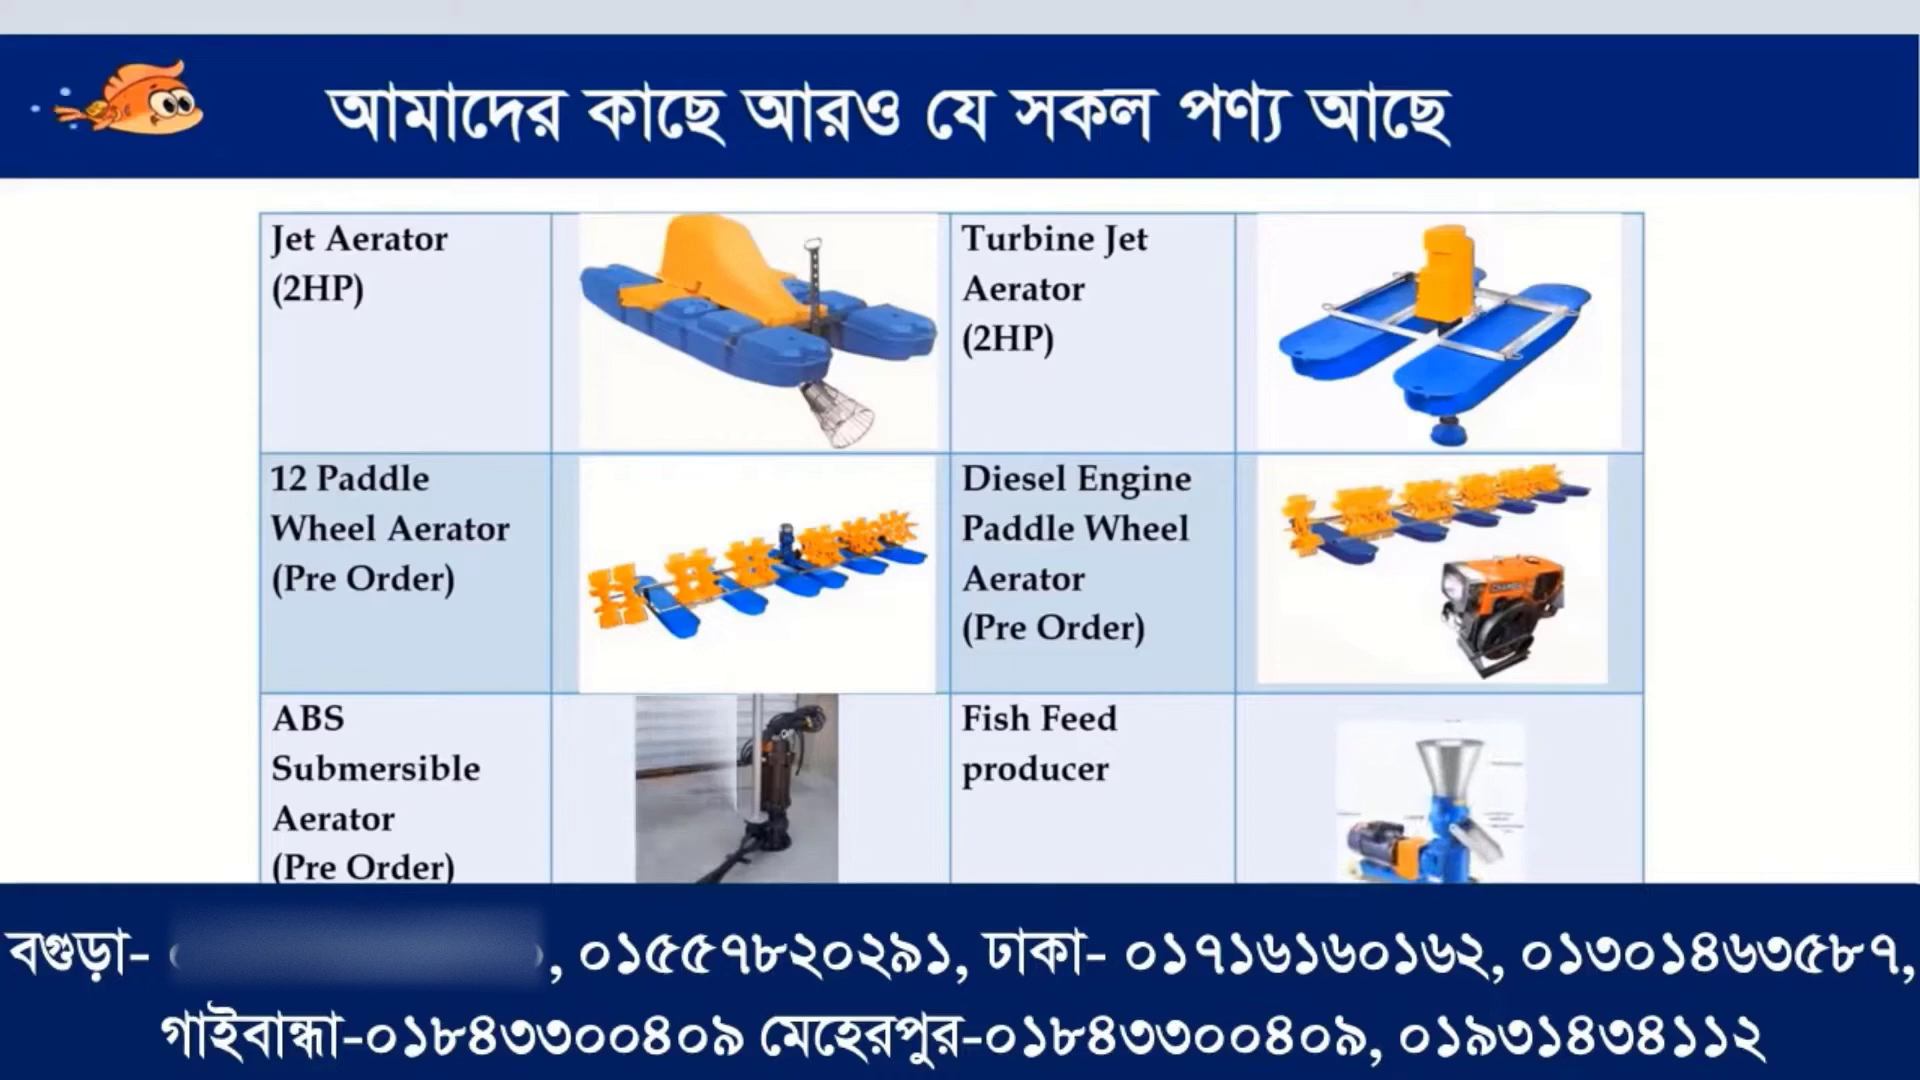 আমাদের কাছে আরও যে সকল পণ্য আছে
Jet Aerator
(2HP)
Turbine Jet
Aerator
(2HP)
12 Paddle
Wheel Aerator
(Pre Order)
Diesel Engine
Paddle Wheel
Aerator
(Pre Order)
ABS
Submersible
Aerator
(Pre Order)
Fish Feed
producer
বগুড়া- , ০১৫৫৭৮২০২৯১, ঢাকা- ০১৭১৬১৬০১৬২, ০১৩০১৪৬৩৫৮৭,
গাইবান্ধা-০১৮৪৩৩০০৪০৯ মেহেরপুর-০১৮৪৩৩০০৪০৯, ০১৯৩১৪৩৪১১২